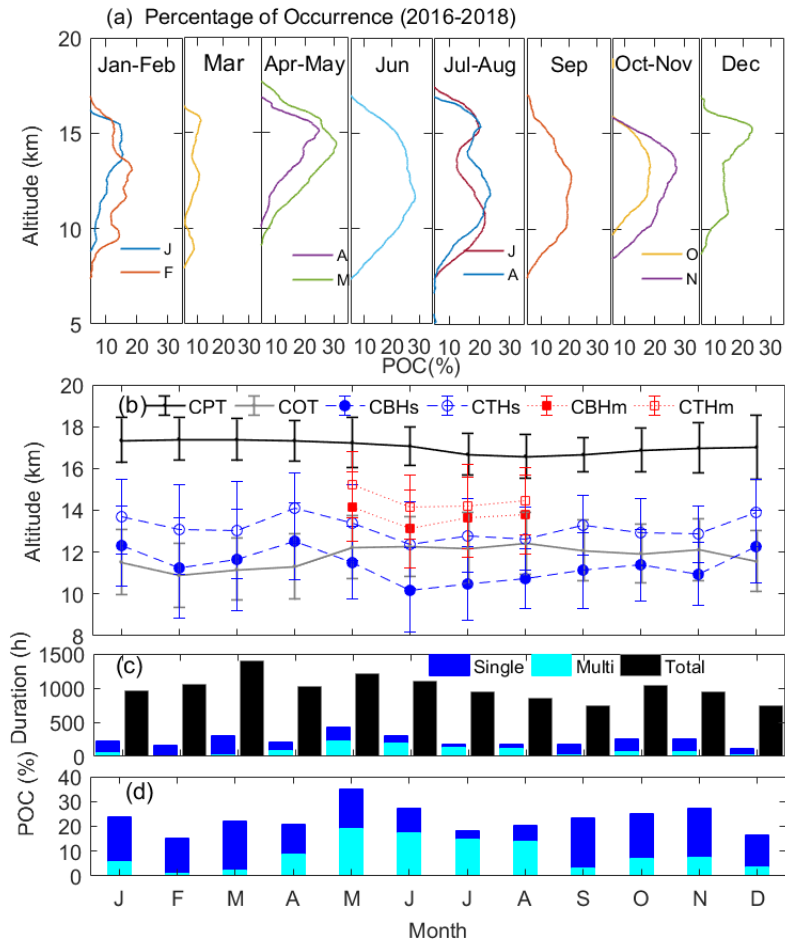 (a) Percentage of Occurrence (2016-2018)
20
15
10
5
Altitude (km)
Jan-Feb
Mar
Apr-May
Jun
Jul-Aug
Sep
Oct-Nov
Dec
J
F
A
M
J
A
O
N
10 20 30 10 20 30 10 20 30 10 20 30 10 20 30 10 20 30 10 20 30 10 20 30
POC(%)
(b)
CPT COT CBHs CTHs CBHm CTHm
20
18
16
14
12
10
8
Altitude (km)
(c)
Single Multi Total
1500
1000
500
0
Duration (h)
(d)
40
30
20
10
0
POC (%)
J F M A M J J A S O N D
Month